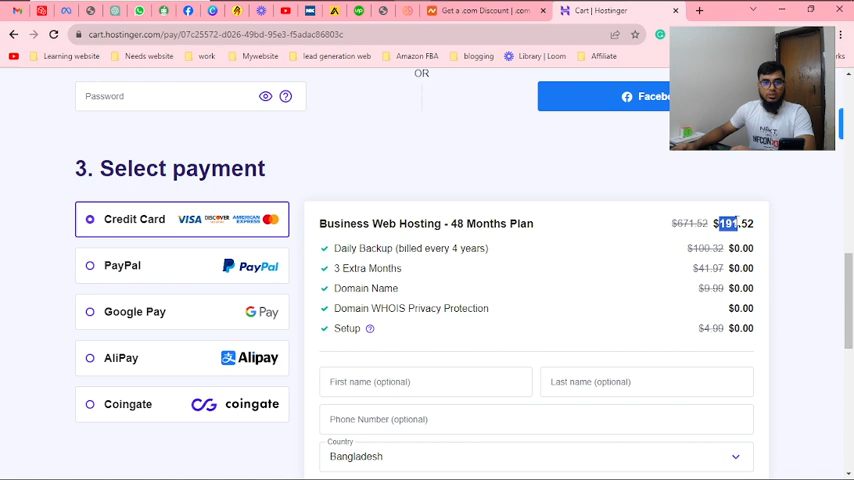 Get a .com Discount | .com
Cart | Hostinger
cart.hostinger.com/pay/07c25572-d026-49bd-95e3-f5adac86803c
Learning website
Needs website
work
Mywebsite
lead generation web
Amazon FBA
blogging
Library | Loom
Affiliate
OR
Password
Facebo
3. Select payment
Credit Card VISA DISCOVER AMERICAN EXPRESS
PayPal PayPal
Google Pay G Pay
AliPay 支 Alipay
Coingate coingate
Business Web Hosting - 48 Months Plan $671.52 $191.52
Daily Backup (billed every 4 years) $100.32 $0.00
3 Extra Months $41.97 $0.00
Domain Name $9.99 $0.00
Domain WHOIS Privacy Protection $0.00
Setup $4.99 $0.00
First name (optional)
Last name (optional)
Phone Number (optional)
Country
Bangladesh